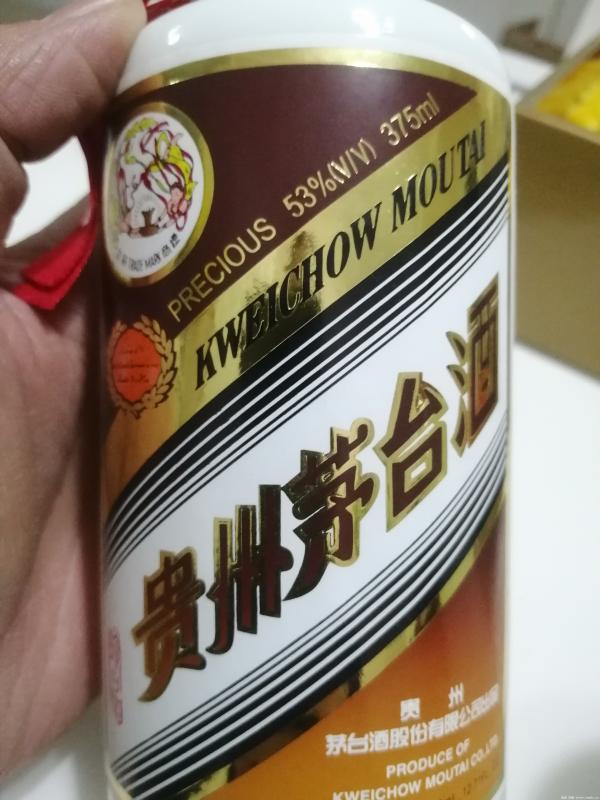 PRECIOUS 53%(V/V) 375ml
KWEICHOW MOUTAI
贵州茅台酒
贵 州
茅台酒股份有限公司出品
PRODUCE OF
KWEICHOW MOUTAI CO.,LTD.